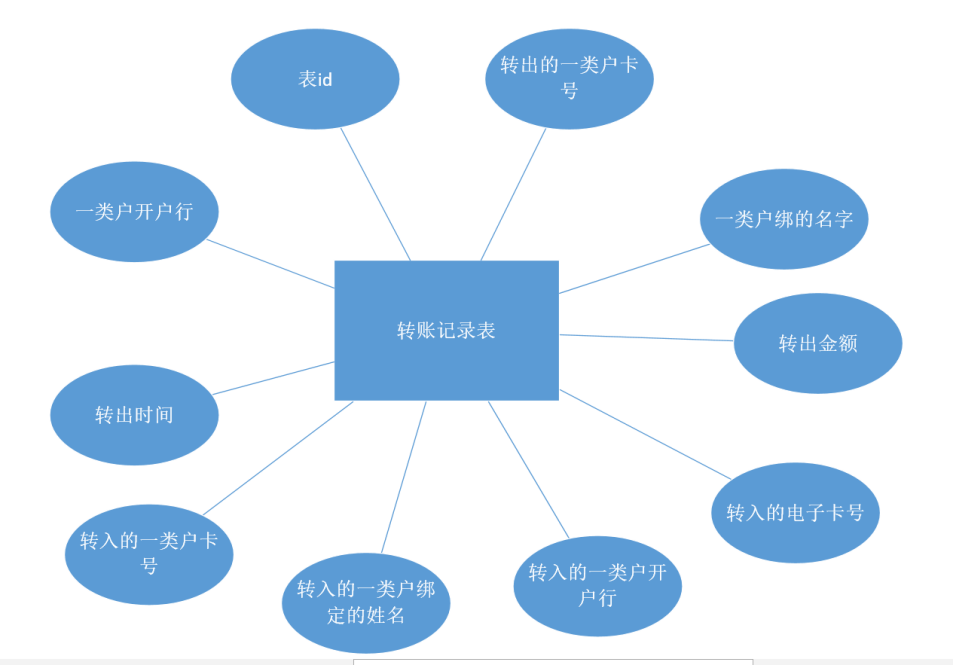 表id
转出的一类户卡
号
一类户开户行
一类户绑的名字
转账记录表
转出金额
转出时间
转入的电子卡号
转入的一类户卡
号
转入的一类户绑
定的姓名
转入的一类户开
户行